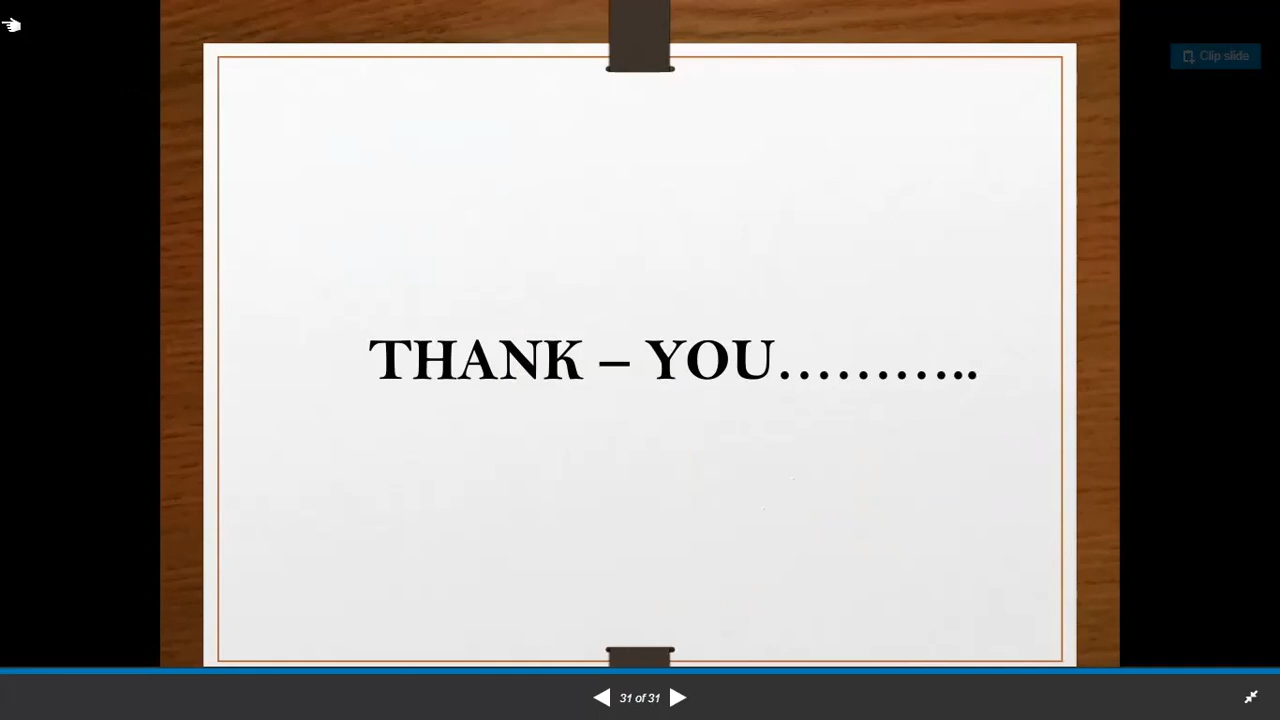 Clip slide
THANK – YOU………..
31 of 31